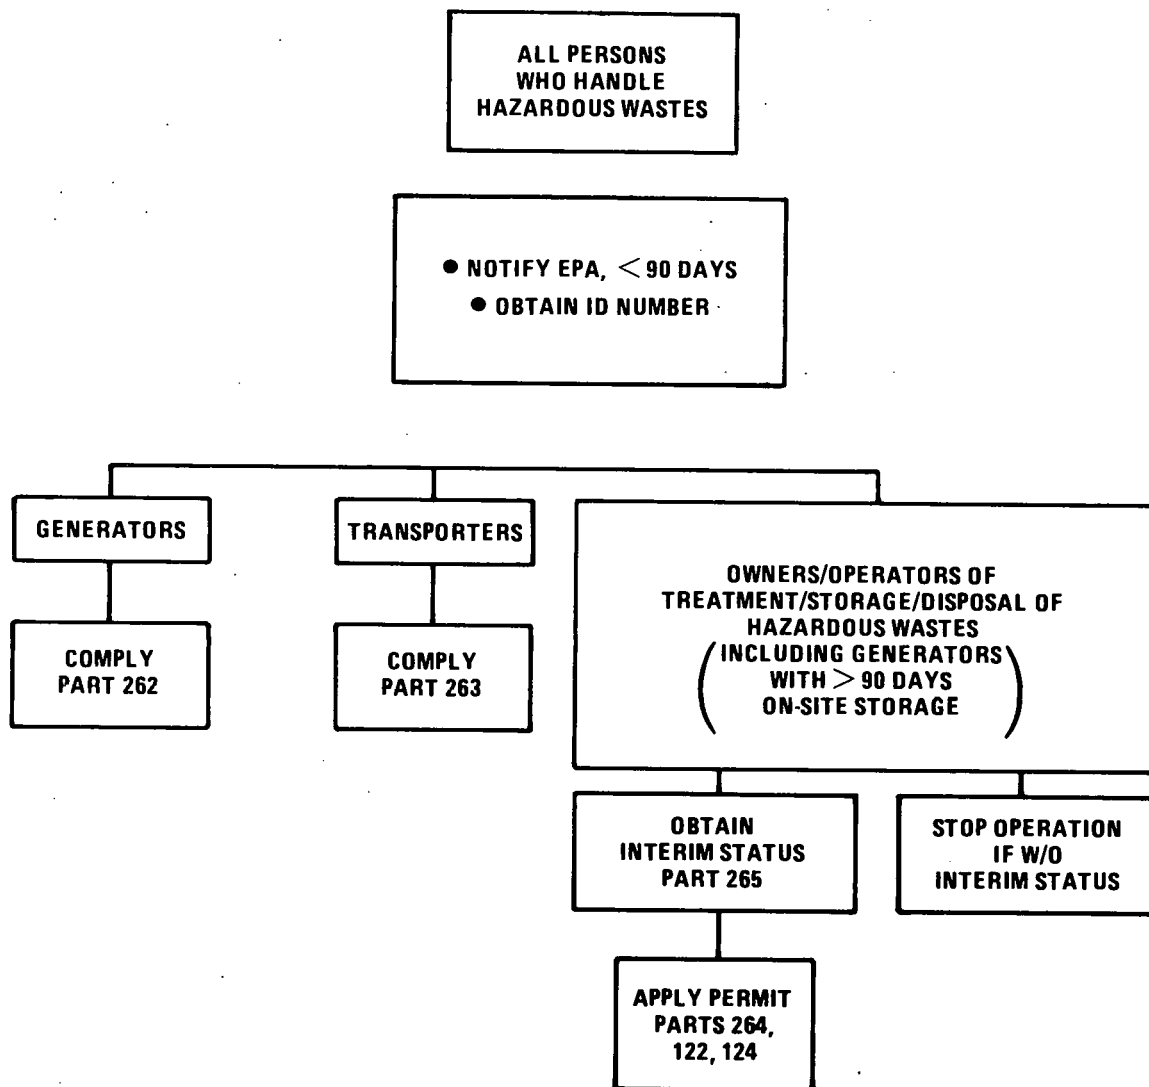 ALL PERSONS
WHO HANDLE
HAZARDOUS WASTES
● NOTIFY EPA, < 90 DAYS
● OBTAIN ID NUMBER
GENERATORS
TRANSPORTERS
OWNERS/OPERATORS OF
TREATMENT/STORAGE/DISPOSAL OF
HAZARDOUS WASTES
(INCLUDING GENERATORS
WITH > 90 DAYS
ON-SITE STORAGE)
COMPLY
PART 262
COMPLY
PART 263
OBTAIN
INTERIM STATUS
PART 265
STOP OPERATION
IF W/O
INTERIM STATUS
APPLY PERMIT
PARTS 264,
122, 124